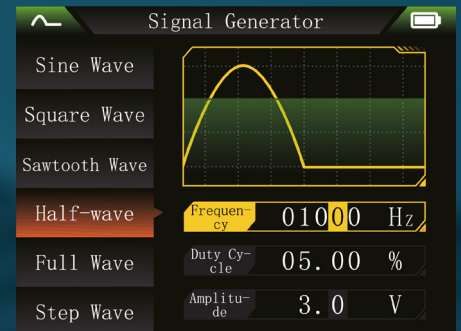 Signal Generator
Sine Wave
Square Wave
Sawtooth Wave
Half-wave
Full Wave
Step Wave
Frequen-
cy
01000 Hz
Duty Cy-
cle
05.00 %
Amplitu-
de
3.0 V